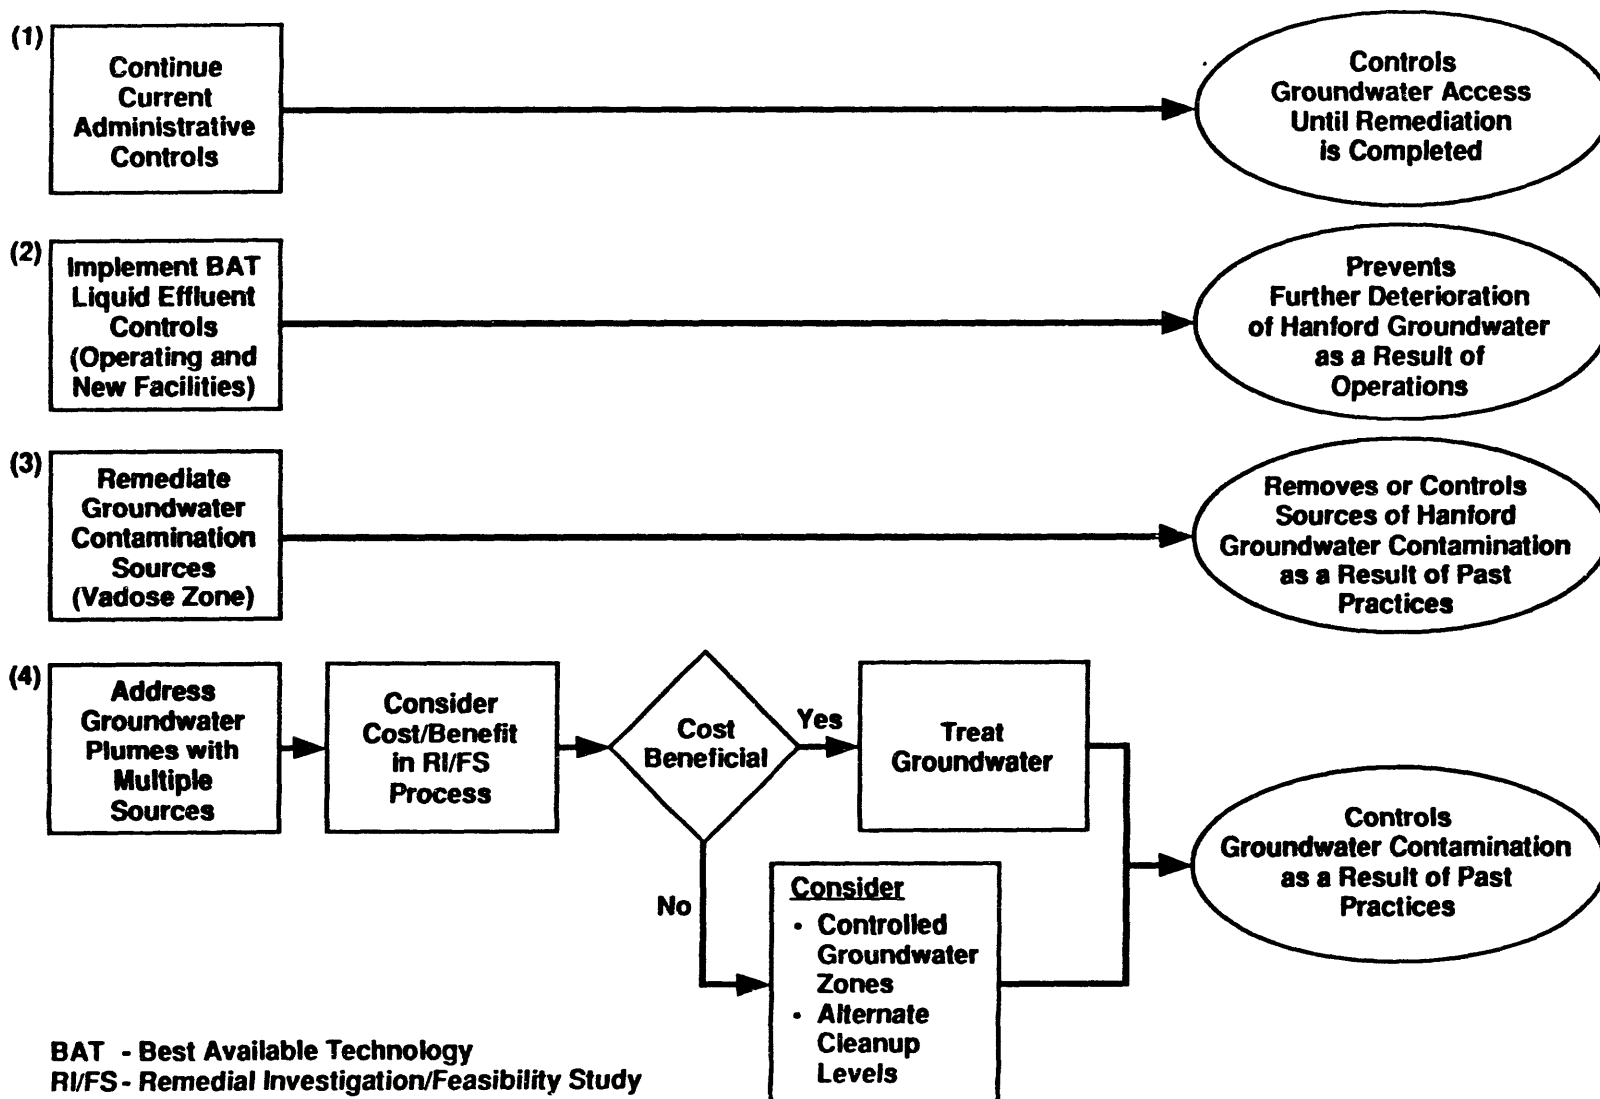 (1)
Continue
Current
Administrative
Controls
Controls
Groundwater Access
Until Remediation
is Completed
(2)
Implement BAT
Liquid Effluent
Controls
(Operating and
New Facilities)
Prevents
Further Deterioration
of Hanford Groundwater
as a Result of
Operations
(3)
Remediate
Groundwater
Contamination
Sources
(Vadose Zone)
Removes or Controls
Sources of Hanford
Groundwater Contamination
as a Result of Past
Practices
(4)
Address
Groundwater
Plumes with
Multiple
Sources
Consider
Cost/Benefit
in RI/FS
Process
Cost
Beneficial
Yes
Treat
Groundwater
No
Consider
• Controlled
Groundwater
Zones
• Alternate
Cleanup
Levels
Controls
Groundwater Contamination
as a Result of Past
Practices
BAT - Best Available Technology
RI/FS - Remedial Investigation/Feasibility Study